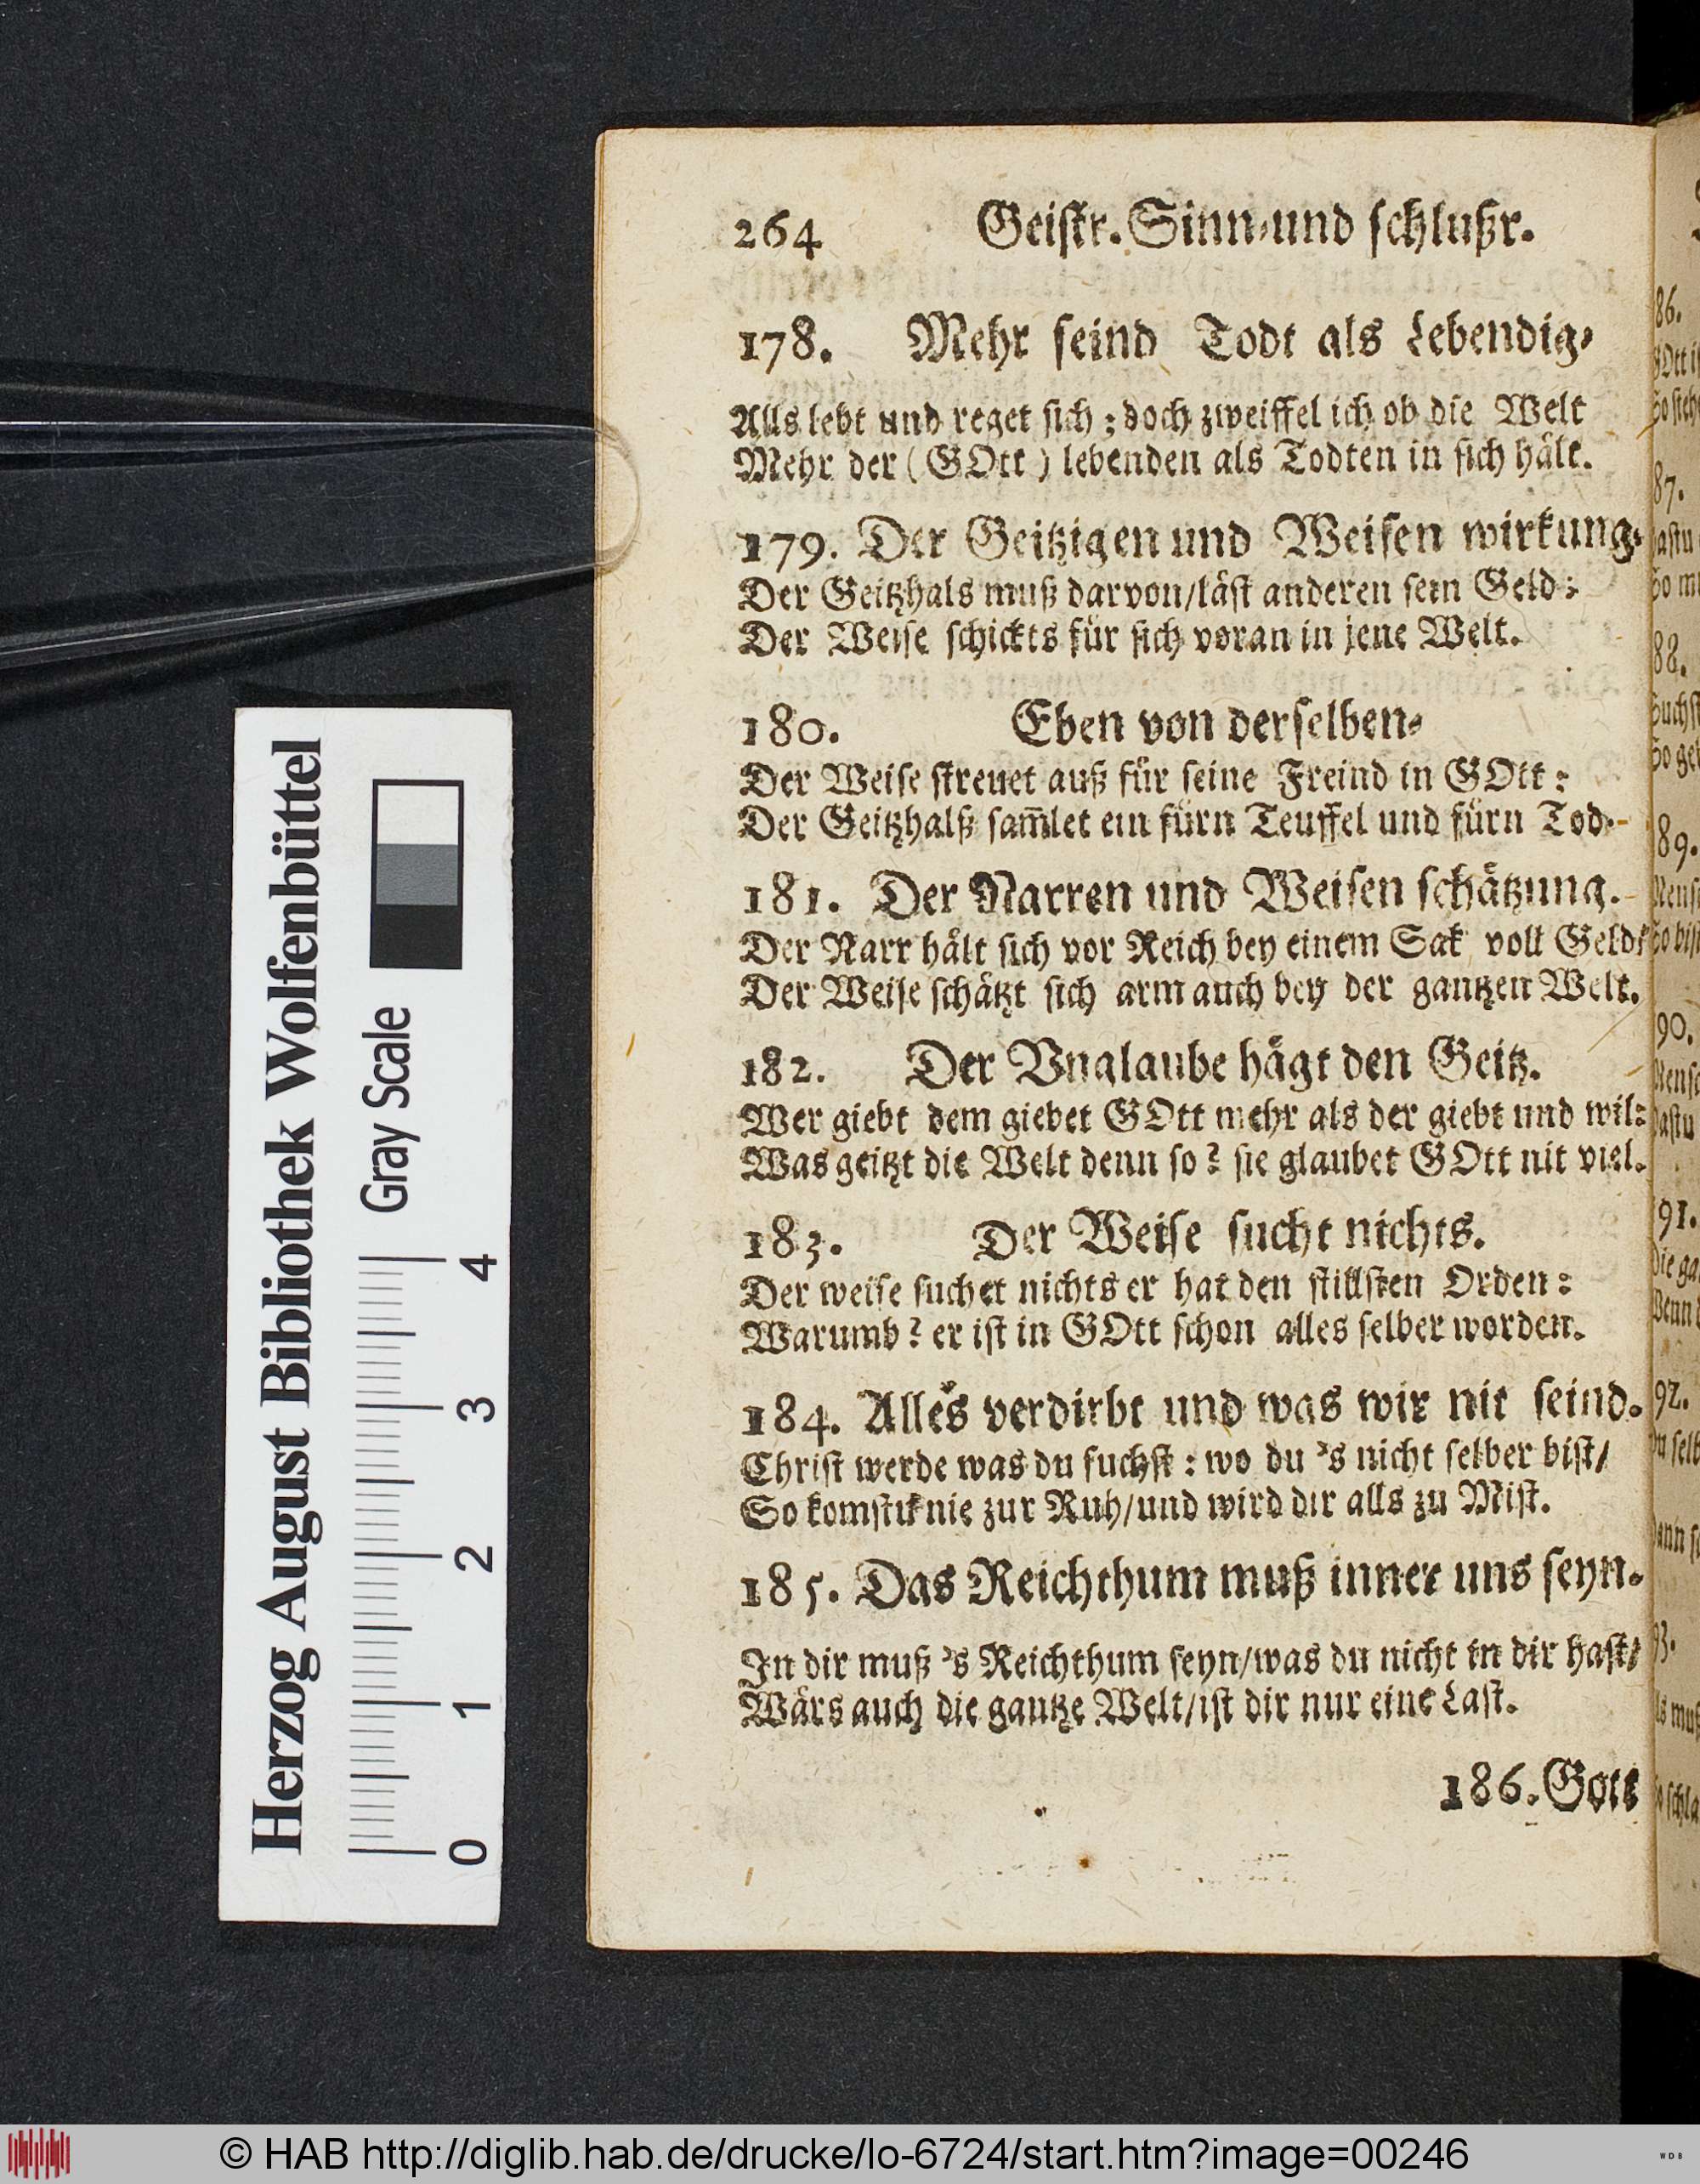 264 Geistr. Sinn-und schlußr.
178. Mehr seind Todt als Lebendig.
Alls lebt und reget sich; doch zweiffel ich ob die Welt
Mehr der (GOtt) lebenden als Todten in sich hält.
179. Der Geitzigen und Weisen wirkung.
Der Geitzhals muß darvon/läst anderen sein Geld:
Der Weise schickts für sich voran in jene Welt.
180. Eben von derselben.
Der Weise streuet auß für seine Freind in GOtt:
Der Geitzhalß sam̃let ein fürn Teuffel und fürn Tod.
181. Der Narren und Weisen schätzung.
Der Narr hält sich vor Reich bey einem Sak voll Geld/
Der Weise schätzt sich arm auch bey der gantzen Welt.
182. Der Vnglaube hägt den Geitz.
Wer giebt dem giebet GOtt mehr als der giebt und wil:
Was geitzt die Welt denn so? sie glaubet GOtt nit viel.
183. Der Weise sucht nichts.
Der weise suchet nichts er hat den stillsten Orden:
Warumb? er ist in GOtt schon alles selber worden.
184. Alles verdirbt und was wir nit seind.
Christ werde was du suchst: wo du 's nicht selber bist/
So komstu nie zur Ruh/und wird dir alls zu Mist.
185. Das Reichthum muß inner uns seyn.
In dir muß 's Reichthum seyn/was du nicht in dir hast/
Wärs auch die gantze Welt/ist dir nur eine Last.
186. Gott
Herzog August Bibliothek Wolfenbüttel
Gray Scale
0 1 2 3 4
86.
87.
88.
89.
90.
91.
92.
93.
© HAB http://diglib.hab.de/drucke/lo-6724/start.htm?image=00246
WDB